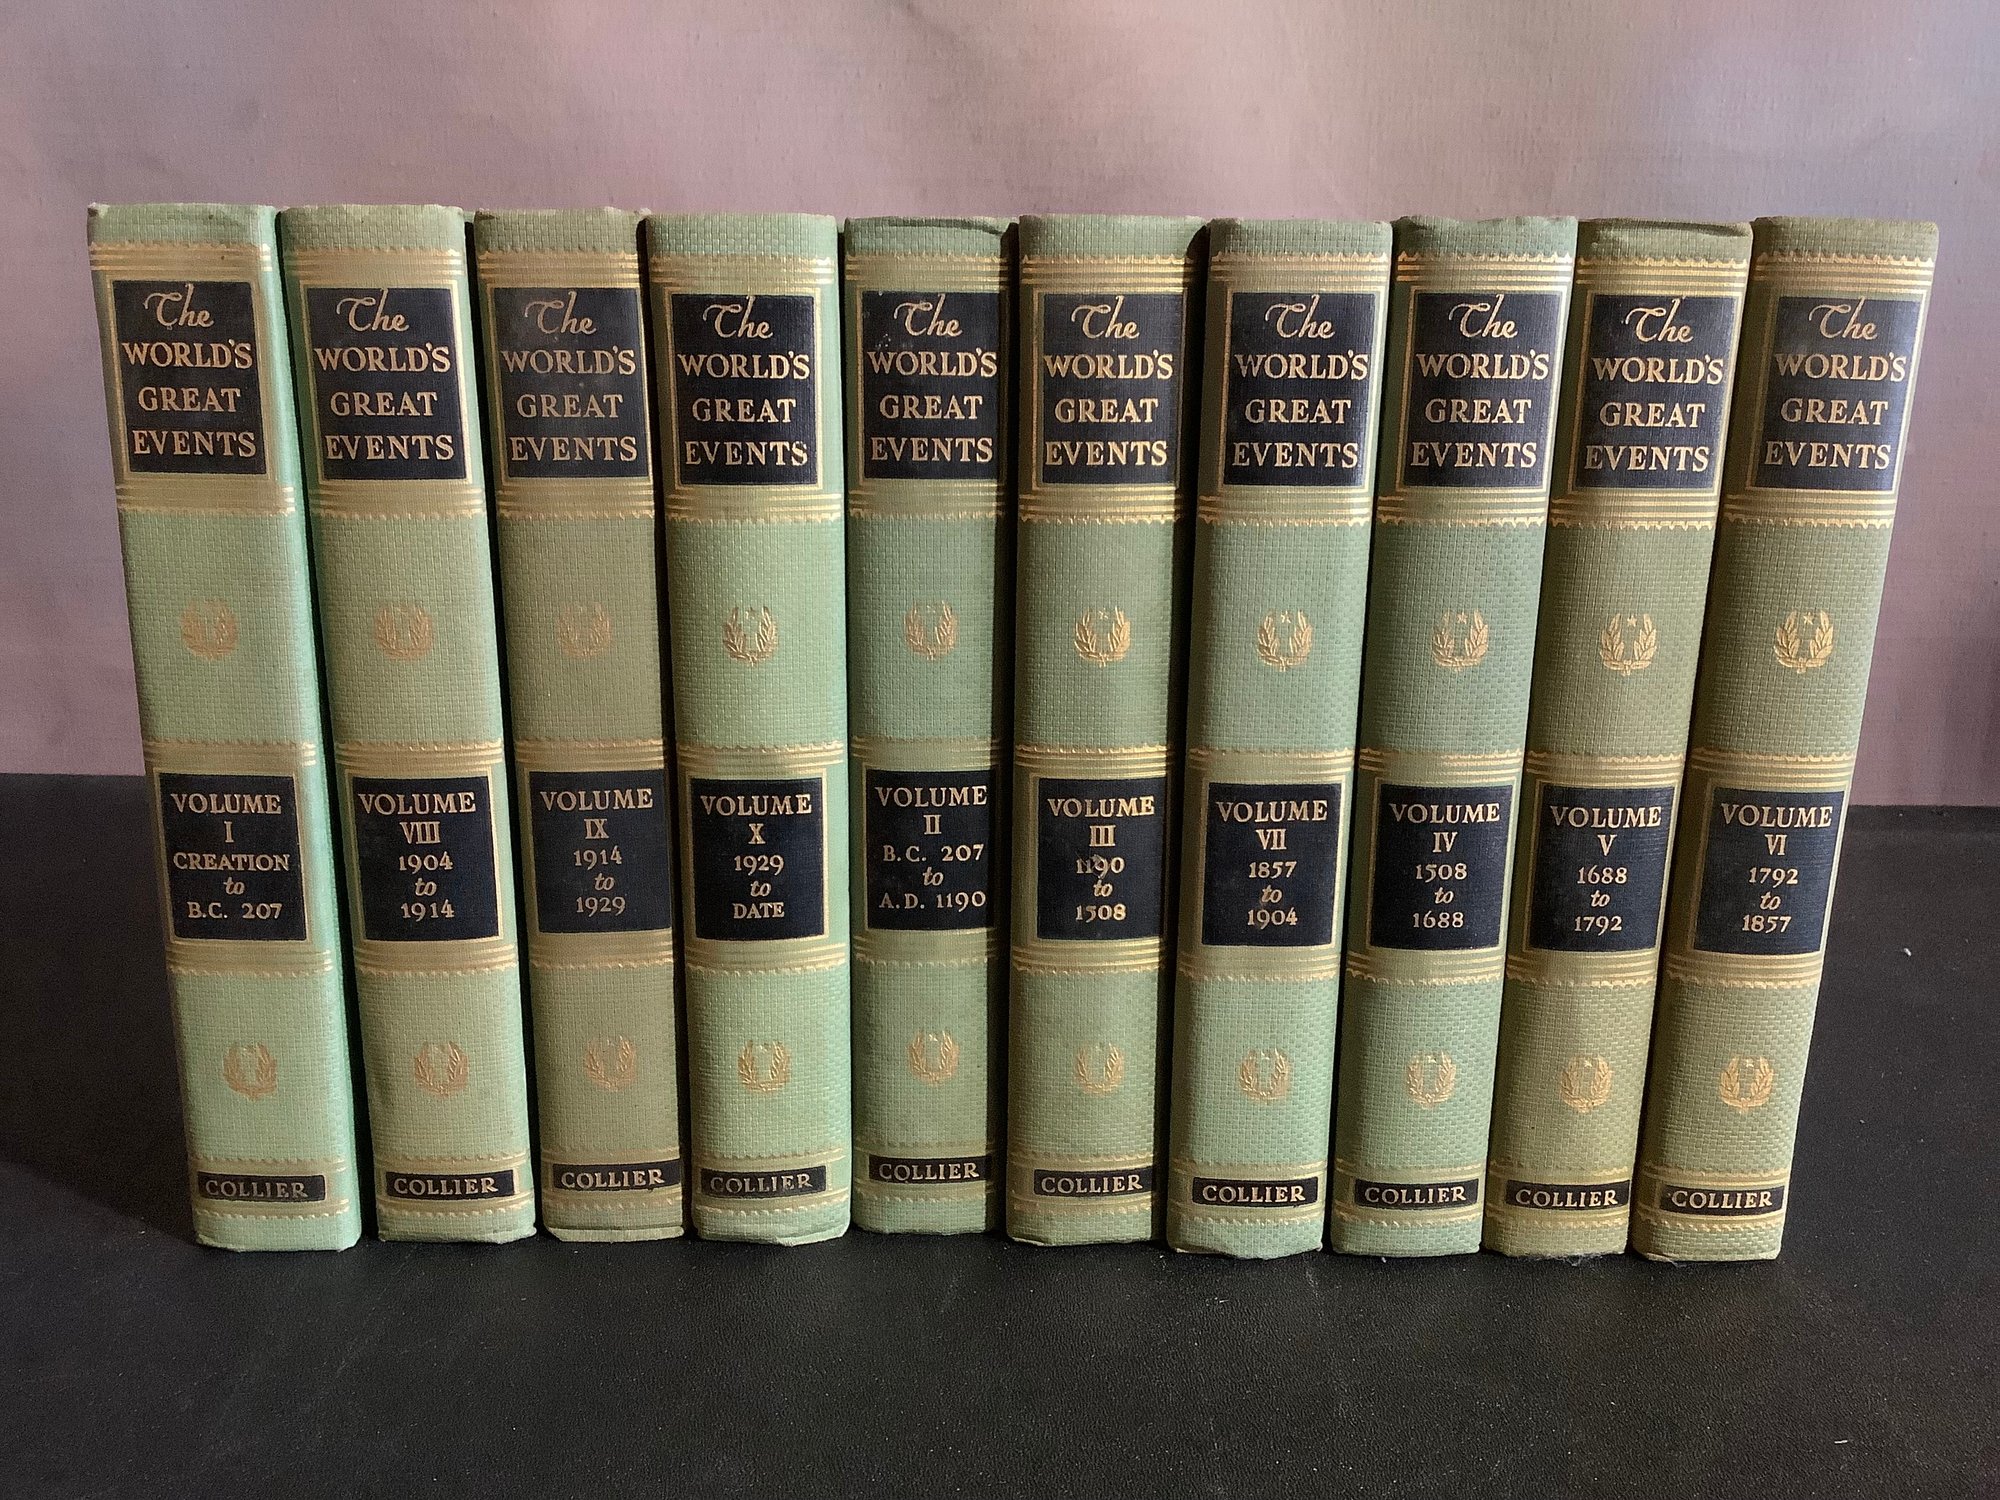 The
WORLD'S
GREAT
EVENTS
VOLUME
I
CREATION
to
B.C. 207
COLLIER
The
WORLD'S
GREAT
EVENTS
VOLUME
VIII
1904
to
1914
COLLIER
The
WORLD'S
GREAT
EVENTS
VOLUME
IX
1914
to
1929
COLLIER
The
WORLD'S
GREAT
EVENTS
VOLUME
X
1929
to
DATE
COLLIER
The
WORLD'S
GREAT
EVENTS
VOLUME
II
B.C. 207
to
A.D. 1190
COLLIER
The
WORLD'S
GREAT
EVENTS
VOLUME
III
1190
to
1508
COLLIER
The
WORLD'S
GREAT
EVENTS
VOLUME
VII
1857
to
1904
COLLIER
The
WORLD'S
GREAT
EVENTS
VOLUME
IV
1508
to
1688
COLLIER
The
WORLD'S
GREAT
EVENTS
VOLUME
V
1688
to
1792
COLLIER
The
WORLD'S
GREAT
EVENTS
VOLUME
VI
1792
to
1857
COLLIER